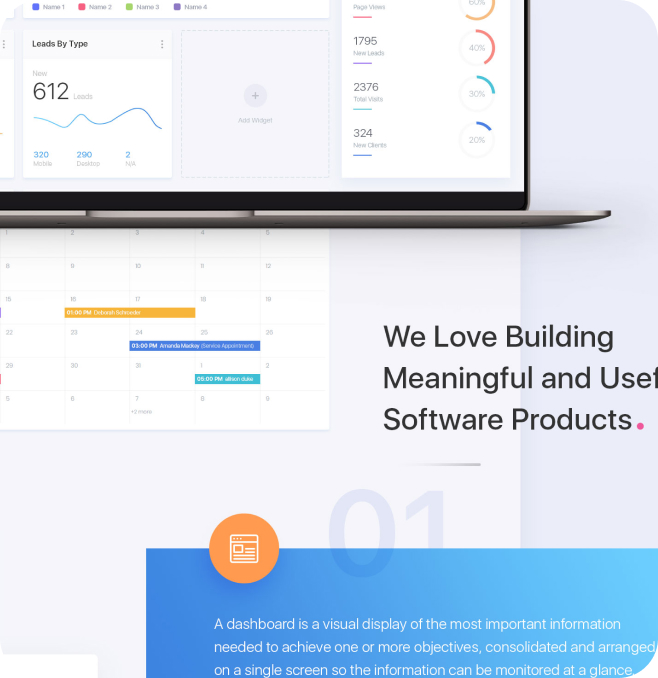 Name 1 Name 2 Name 3 Name 4
Page Views
60%
Leads By Type
1795
New Leads
40%
New
612 Leads
2376
Total Visits
30%
Add Widget
324
New Clients
20%
320 290 2
Mobile Desktop N/A
1 2 3 4 5
8 9 10 11 12
15 16 17 18 19
01:00 PM Deborah Schroeder
22 23 24 25 26
03:00 PM Amanda Mackey (Service Appointment)
29 30 31 1 2
05:00 PM allison duke
5 6 7 8 9
+2 more
We Love Building
Meaningful and Usef
Software Products.
01
A dashboard is a visual display of the most important information
needed to achieve one or more objectives, consolidated and arranged
on a single screen so the information can be monitored at a glance